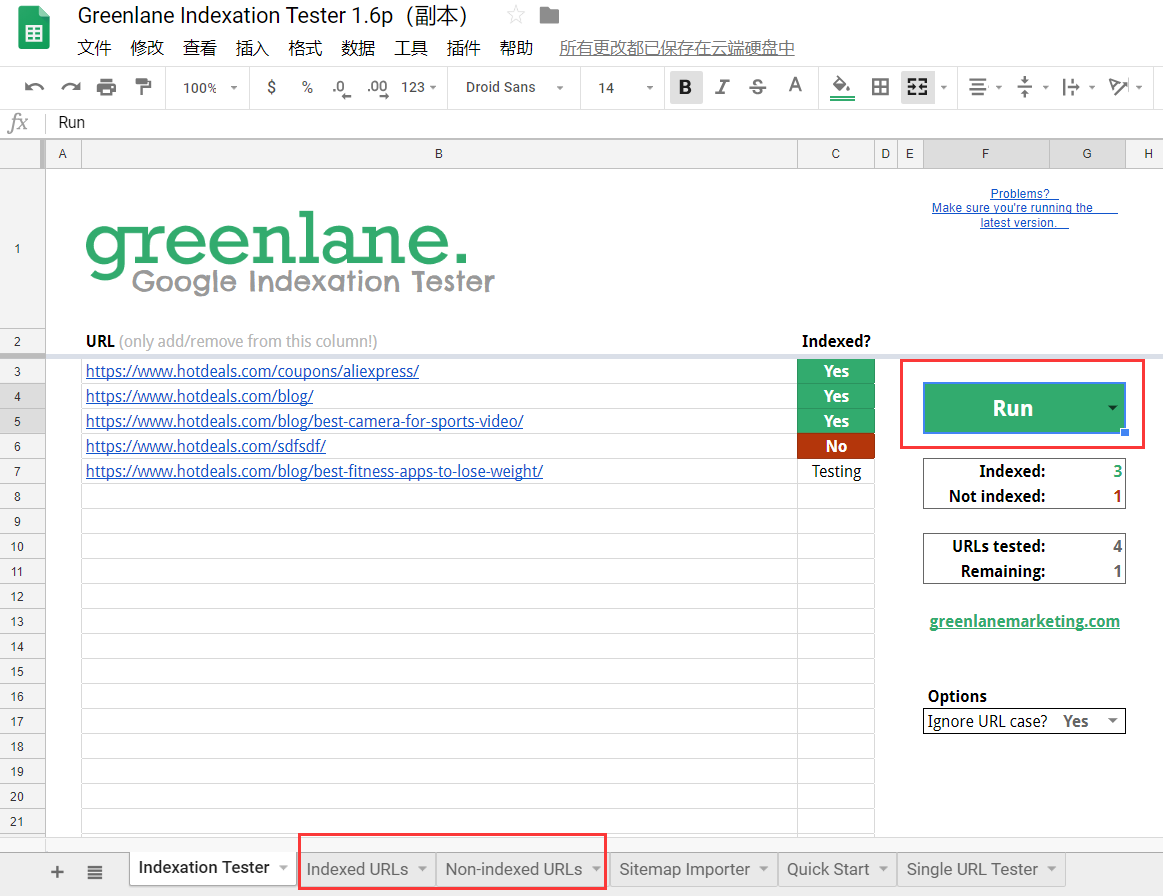 Greenlane Indexation Tester 1.6p（副本）
文件 修改 查看 插入 格式 数据 工具 插件 帮助 所有更改都已保存在云端硬盘中
100% $ % .0 .00 123 Droid Sans 14 B I S A
fx Run
A B C D E F G H
Problems?
Make sure you're running the
latest version.
1
greenlane.
Google Indexation Tester
2 URL (only add/remove from this column!) Indexed?
3 https://www.hotdeals.com/coupons/aliexpress/ Yes
4 https://www.hotdeals.com/blog/ Yes
Run
5 https://www.hotdeals.com/blog/best-camera-for-sports-video/ Yes
6 https://www.hotdeals.com/sdfsdf/ No
7 https://www.hotdeals.com/blog/best-fitness-apps-to-lose-weight/ Testing Indexed: 3
8 Not indexed: 1
9
10 URLs tested: 4
11 Remaining: 1
12
13 greenlanemarketing.com
14
15
16 Options
17 Ignore URL case? Yes
18
19
20
21
+ Indexation Tester Indexed URLs Non-indexed URLs Sitemap Importer Quick Start Single URL Tester